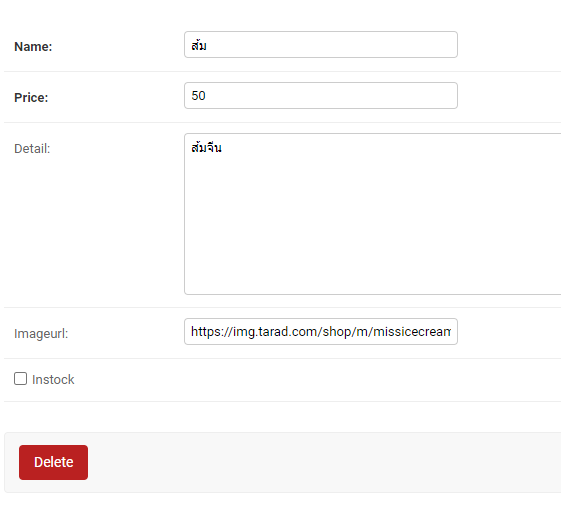 Name: ส้ม
Price: 50
Detail: ส้มจีน
Imageurl: https://img.tarad.com/shop/m/missicecream
Instock
Delete